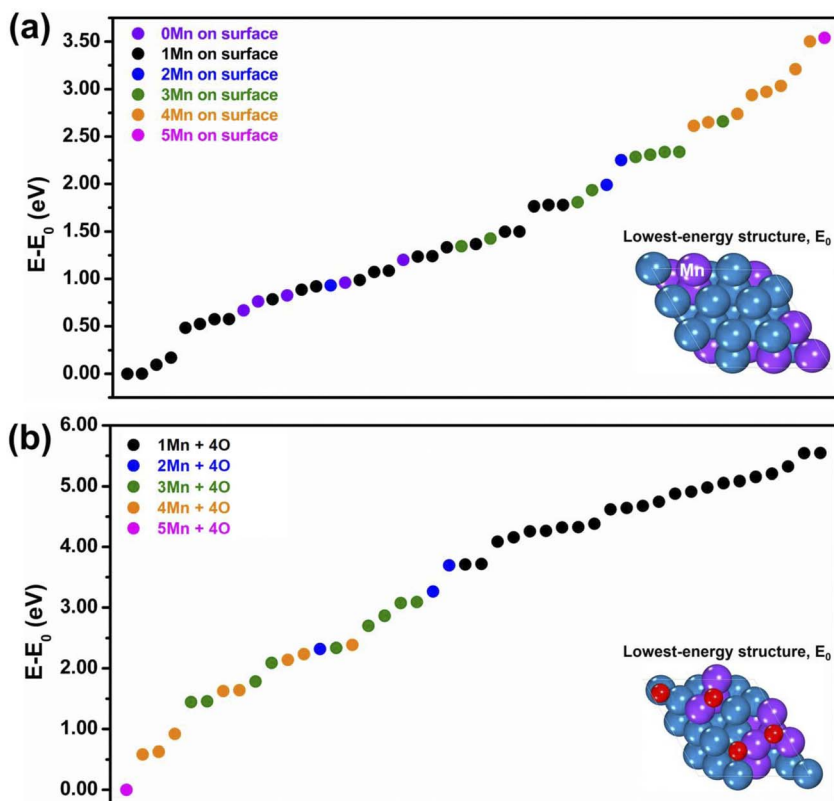 (a)
3.50
3.00
2.50
2.00
1.50
1.00
0.50
0.00
E-E0 (eV)
0Mn on surface
1Mn on surface
2Mn on surface
3Mn on surface
4Mn on surface
5Mn on surface
Lowest-energy structure, E0
Mn
(b)
6.00
5.00
4.00
3.00
2.00
1.00
0.00
E-E0 (eV)
1Mn + 4O
2Mn + 4O
3Mn + 4O
4Mn + 4O
5Mn + 4O
Lowest-energy structure, E0